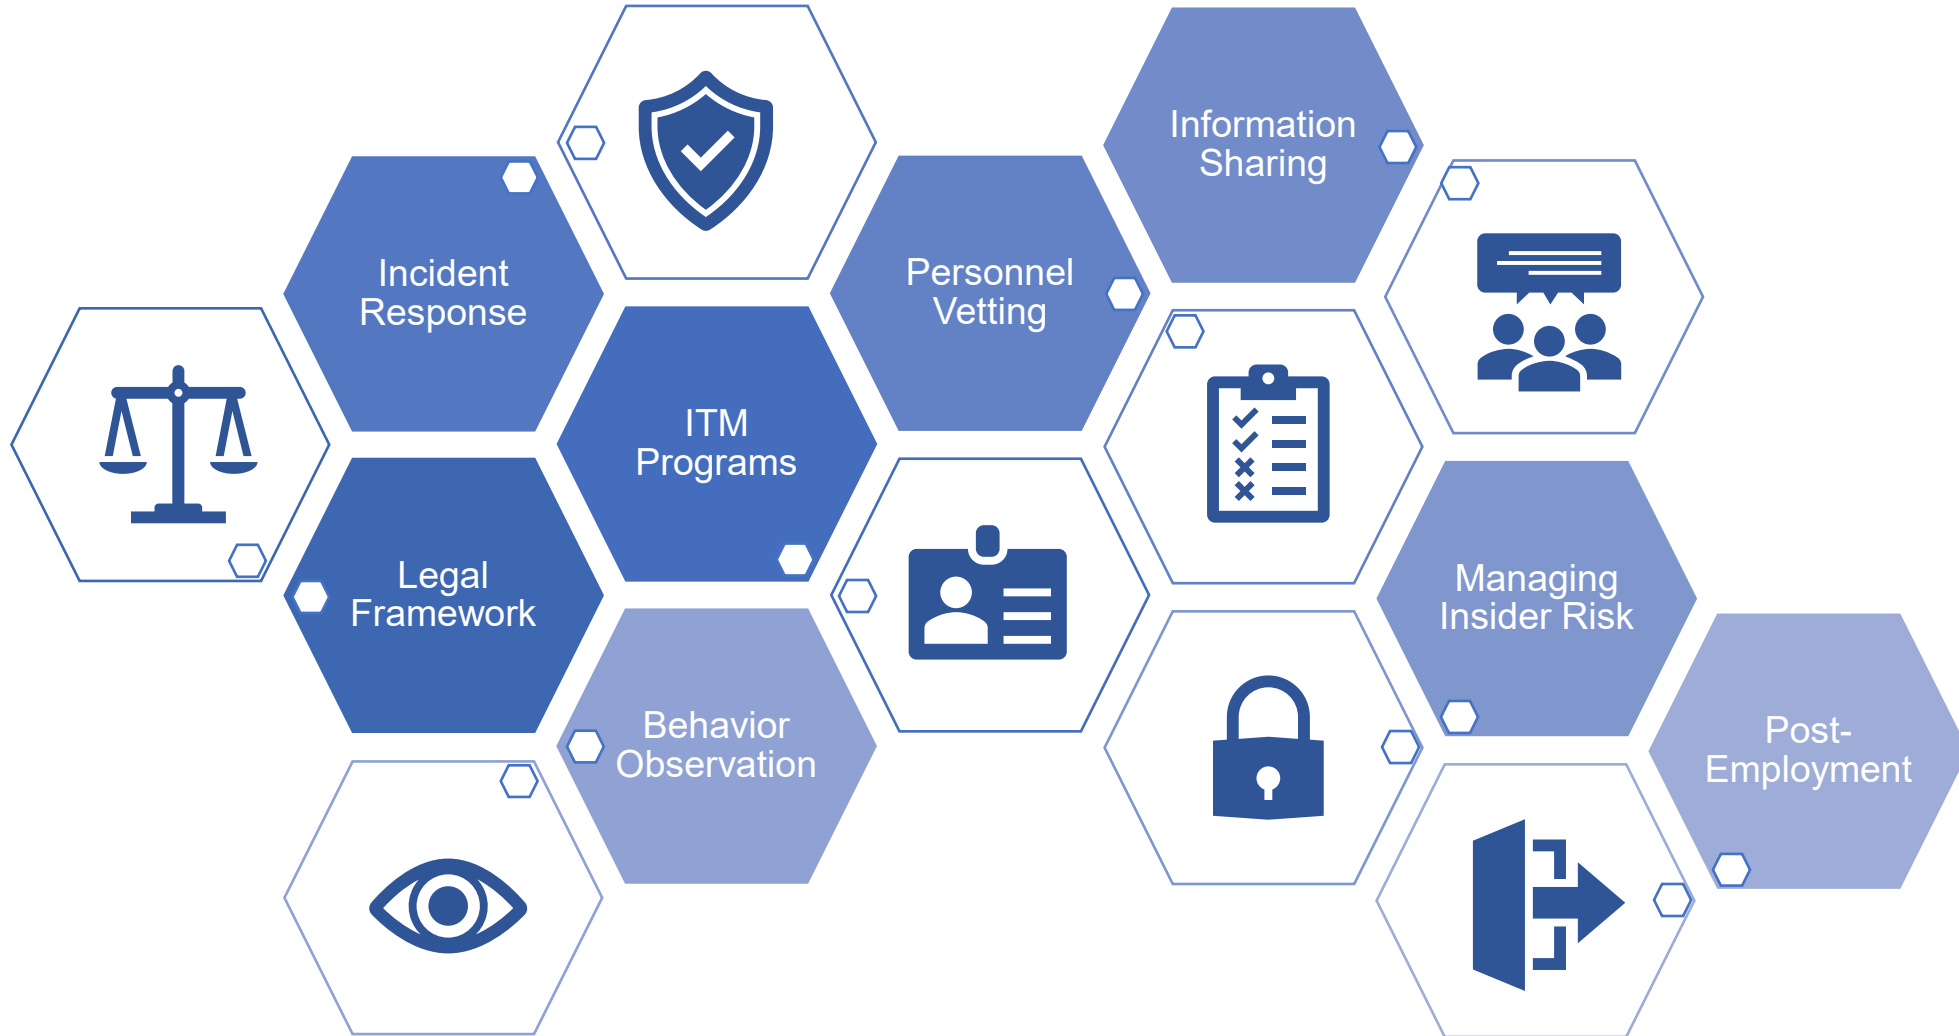 Information
Sharing
Incident
Response
Personnel
Vetting
ITM
Programs
Legal
Framework
Managing
Insider Risk
Behavior
Observation
Post-
Employment